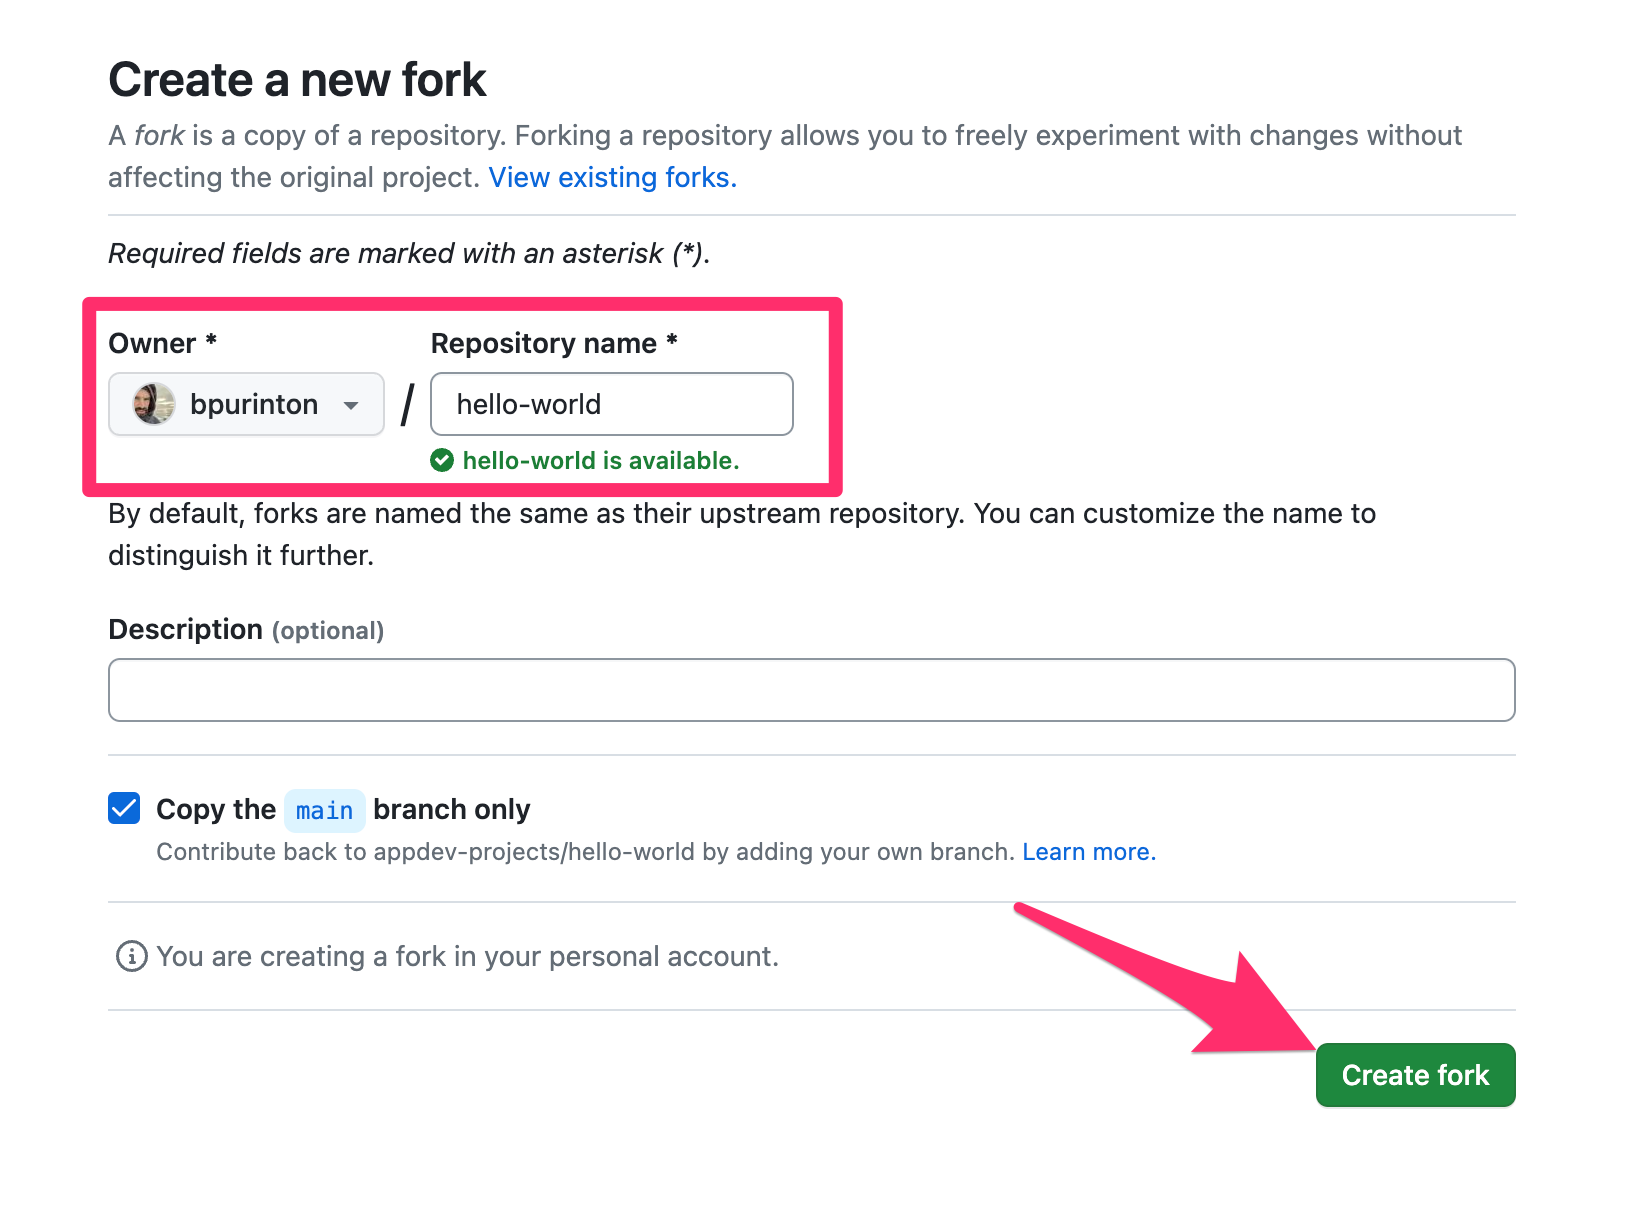 Create a new fork
A fork is a copy of a repository. Forking a repository allows you to freely experiment with changes without
affecting the original project. View existing forks.
Required fields are marked with an asterisk (*).
Owner * Repository name *
bpurinton / hello-world
hello-world is available.
By default, forks are named the same as their upstream repository. You can customize the name to
distinguish it further.
Description (optional)
Copy the main branch only
Contribute back to appdev-projects/hello-world by adding your own branch. Learn more.
You are creating a fork in your personal account.
Create fork